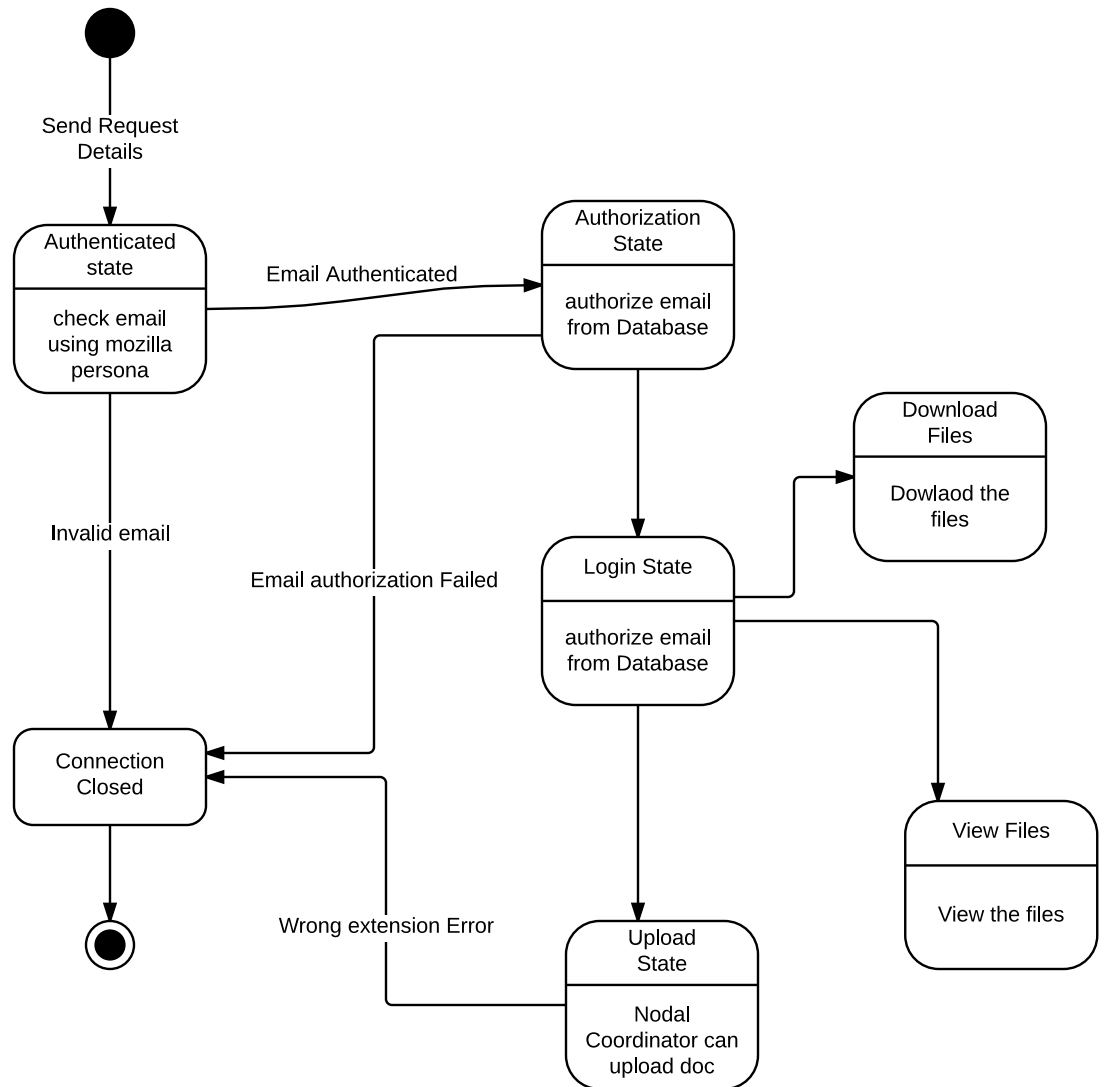 Send Request
Details
Authenticated
state
check email
using mozilla
persona
Email Authenticated
Authorization
State
authorize email
from Database
Download
Files
Dowlaod the
files
Invalid email
Email authorization Failed
Login State
authorize email
from Database
Connection
Closed
View Files
View the files
Wrong extension Error
Upload
State
Nodal
Coordinator can
upload doc